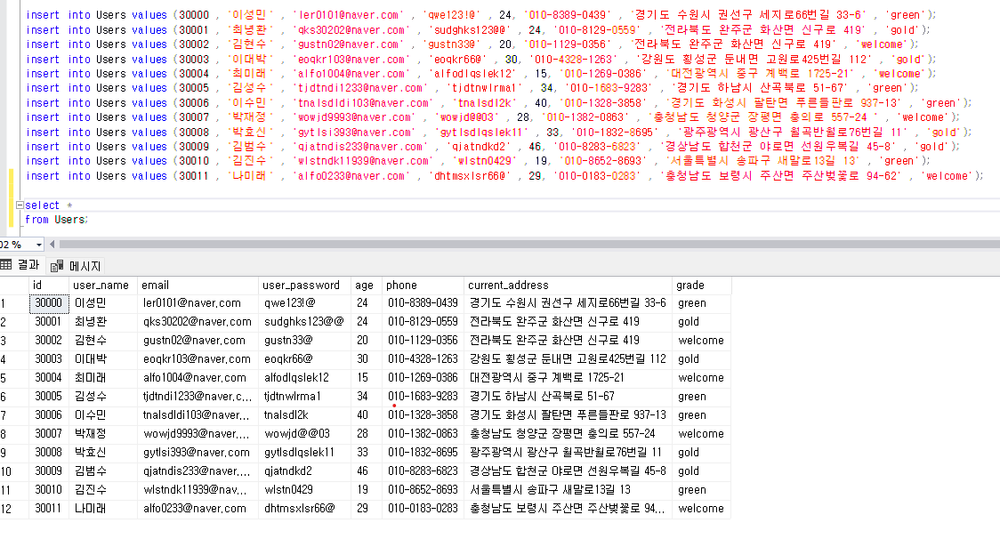 insert into Users values (30000 , '이성민' , 'ler0101@naver.com' , 'qwe123!@' , 24, '010-8389-0439' , '경기도 수원시 권선구 세지로66번길 33-6' , 'green');
insert into Users values (30001 , '최녕환' , 'qks30202@naver.com' , 'sudghks123@@' , 24, '010-8129-0559' , '전라북도 완주군 화산면 신구로 419' , 'gold');
insert into Users values (30002 , '김현수' , 'gustn02@naver.com' , 'gustn33@' , 20, '010-1129-0356' , '전라북도 완주군 화산면 신구로 419' , 'welcome');
insert into Users values (30003 , '이대박' , 'eoqkr103@naver.com' , 'eoqkr66@' , 30, '010-4328-1263' , '강원도 횡성군 둔내면 고원로425번길 112' , 'gold');
insert into Users values (30004 , '최미래' , 'alfo1004@naver.com' , 'alfodlqslek12' , 15, '010-1269-0386' , '대전광역시 중구 계백로 1725-21' , 'welcome');
insert into Users values (30005 , '김성수' , 'tjdtndi1233@naver.com' , 'tjdtnwlrma1' , 34, '010-1683-9283' , '경기도 하남시 산곡북로 51-67' , 'green');
insert into Users values (30006 , '이수민' , 'tnalsdldi103@naver.com' , 'tnalsdl2k' , 40, '010-1328-3858' , '경기도 화성시 팔탄면 푸른들판로 937-13' , 'green');
insert into Users values (30007 , '박재정' , 'wowjd9993@naver.com' , 'wowjd@@03' , 28, '010-1382-0863' , '충청남도 청양군 장평면 충의로 557-24 ' , 'welcome');
insert into Users values (30008 , '박효신' , 'gytlsi393@naver.com' , 'gytlsdlqslek11' , 33, '010-1832-8695' , '광주광역시 광산구 월곡반월로76번길 11' , 'gold');
insert into Users values (30009 , '김범수' , 'qjatndis233@naver.com' , 'qjatndkd2' , 46, '010-8283-6823' , '경상남도 합천군 야로면 선원우복길 45-8' , 'gold');
insert into Users values (30010 , '김진수' , 'wlstndk11939@naver.com' , 'wlstn0429' , 19, '010-8652-8693' , '서울특별시 송파구 새말로13길 13' , 'green');
insert into Users values (30011 , '나미래' , 'alfo0233@naver.com' , 'dhtmsxlsr66@' , 29, '010-0183-0283' , '충청남도 보령시 주산면 주산벚꽃로 94-62' , 'welcome');
select *
from Users;
02 %
결과 메시지
id user_name email user_password age phone current_address grade
1 30000 이성민 ler0101@naver.com qwe123!@ 24 010-8389-0439 경기도 수원시 권선구 세지로66번길 33-6 green
2 30001 최녕환 qks30202@naver.com sudghks123@@ 24 010-8129-0559 전라북도 완주군 화산면 신구로 419 gold
3 30002 김현수 gustn02@naver.com gustn33@ 20 010-1129-0356 전라북도 완주군 화산면 신구로 419 welcome
4 30003 이대박 eoqkr103@naver.com eoqkr66@ 30 010-4328-1263 강원도 횡성군 둔내면 고원로425번길 112 gold
5 30004 최미래 alfo1004@naver.com alfodlqslek12 15 010-1269-0386 대전광역시 중구 계백로 1725-21 welcome
6 30005 김성수 tjdtndi1233@naver.c... tjdtnwlrma1 34 010-1683-9283 경기도 하남시 산곡북로 51-67 green
7 30006 이수민 tnalsdldi103@naver.... tnalsdl2k 40 010-1328-3858 경기도 화성시 팔탄면 푸른들판로 937-13 green
8 30007 박재정 wowjd9993@naver.... wowjd@@03 28 010-1382-0863 충청남도 청양군 장평면 충의로 557-24 welcome
9 30008 박효신 gytlsi393@naver.com gytlsdlqslek11 33 010-1832-8695 광주광역시 광산구 월곡반월로76번길 11 gold
10 30009 김범수 qjatndis233@naver.... qjatndkd2 46 010-8283-6823 경상남도 합천군 야로면 선원우복길 45-8 gold
11 30010 김진수 wlstndk11939@nav... wlstn0429 19 010-8652-8693 서울특별시 송파구 새말로13길 13 green
12 30011 나미래 alfo0233@naver.com dhtmsxlsr66@ 29 010-0183-0283 충청남도 보령시 주산면 주산벚꽃로 94... welcome